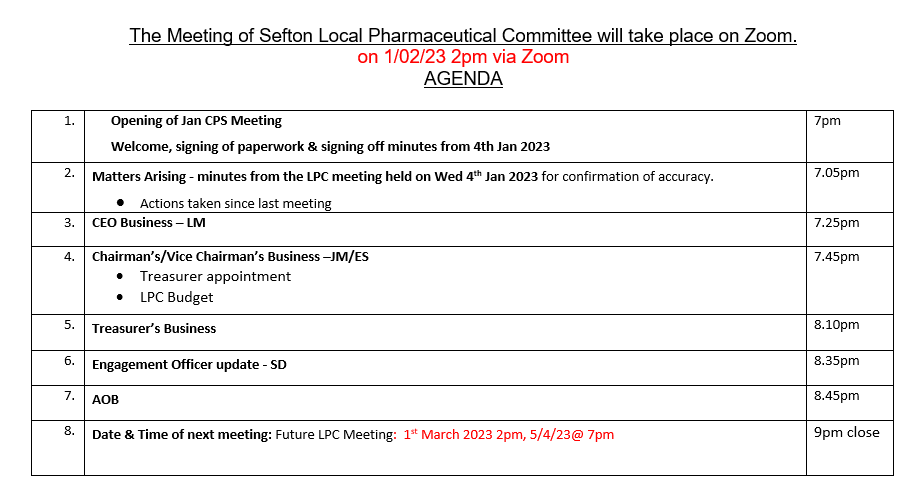 The Meeting of Sefton Local Pharmaceutical Committee will take place on Zoom.
on 1/02/23 2pm via Zoom
AGENDA
1. Opening of Jan CPS Meeting 7pm
Welcome, signing of paperwork & signing off minutes from 4th Jan 2023
2. Matters Arising - minutes from the LPC meeting held on Wed 4th Jan 2023 for confirmation of accuracy. 7.05pm
• Actions taken since last meeting
3. CEO Business – LM 7.25pm
4. Chairman’s/Vice Chairman’s Business –JM/ES 7.45pm
• Treasurer appointment
• LPC Budget
5. Treasurer’s Business 8.10pm
6. Engagement Officer update - SD 8.35pm
7. AOB 8.45pm
8. Date & Time of next meeting: Future LPC Meeting: 1st March 2023 2pm, 5/4/23@ 7pm 9pm close